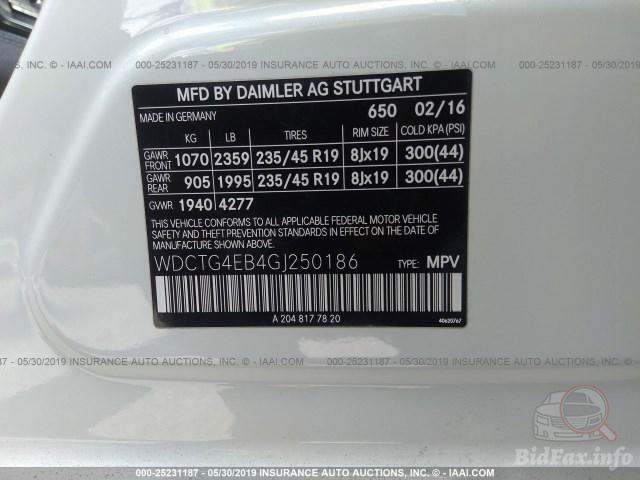 000-25231187 - 05/30/2019 INSURANCE AUTO AUCTIONS, INC. - IAAI.COM
MFD BY DAIMLER AG STUTTGART
MADE IN GERMANY 650 02/16
KG LB TIRES RIM SIZE COLD KPA (PSI)
GAWR FRONT 1070 2359 235/45 R19 8Jx19 300(44)
GAWR REAR 905 1995 235/45 R19 8Jx19 300(44)
GVWR 1940 4277
THIS VEHICLE CONFORMS TO ALL APPLICABLE FEDERAL MOTOR VEHICLE
SAFETY AND THEFT PREVENTION STANDARDS IN EFFECT ON THE DATE
OF MANUFACTURE SHOWN ABOVE.
WDCTG4EB4GJ250186 TYPE: MPV
A 204 817 78 20 40620767
000-25231187 - 05/30/2019 INSURANCE AUTO AUCTIONS, INC. - IAAI.COM
BidFax.info
000-25231187 - 05/30/2019 INSURANCE AUTO AUCTIONS, INC. - IAAI.COM